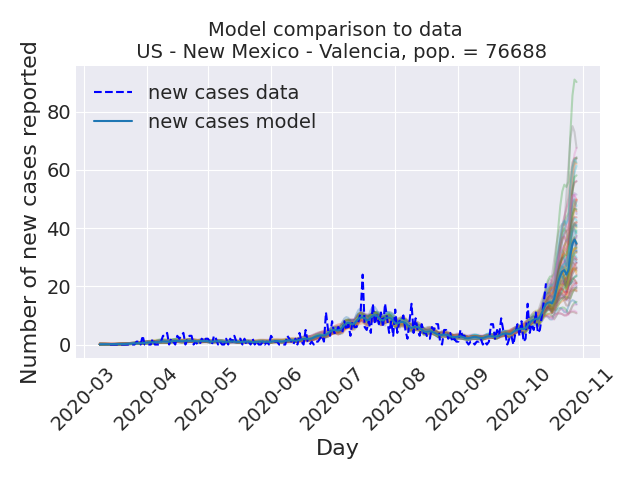 Model comparison to data
US - New Mexico - Valencia, pop. = 76688
Number of new cases reported
80
60
40
20
0
new cases data
new cases model
2020-03
2020-04
2020-05
2020-06
2020-07
2020-08
2020-09
2020-10
2020-11
Day